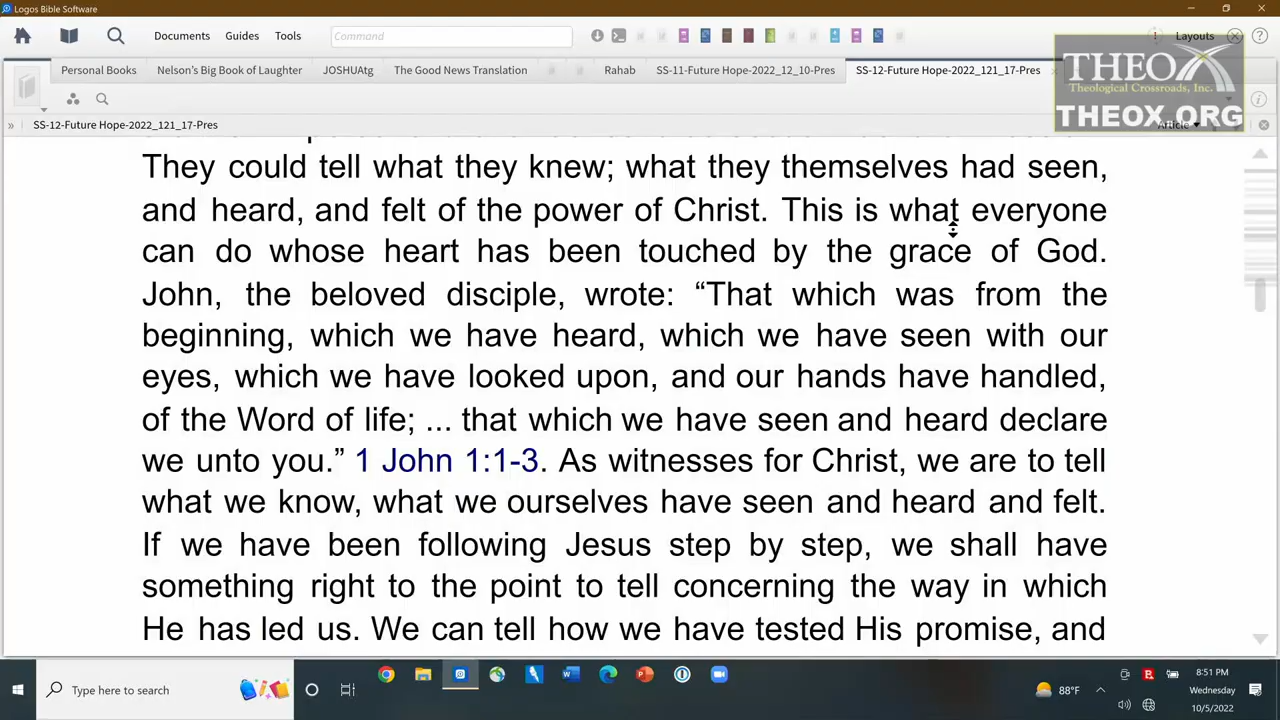 Logos Bible Software
Documents Guides Tools Command Layouts
Personal Books Nelson's Big Book of Laughter JOSHUAtg The Good News Translation Rahab SS-11-Future Hope-2022_12_10-Pres SS-12-Future Hope-2022_121_17-Pres
THEOX
Theological Crossroads, Inc.
THEOX.ORG
SS-12-Future Hope-2022_121_17-Pres Article
They could tell what they knew; what they themselves had seen,
and heard, and felt of the power of Christ. This is what everyone
can do whose heart has been touched by the grace of God.
John, the beloved disciple, wrote: “That which was from the
beginning, which we have heard, which we have seen with our
eyes, which we have looked upon, and our hands have handled,
of the Word of life; ... that which we have seen and heard declare
we unto you.” 1 John 1:1-3. As witnesses for Christ, we are to tell
what we know, what we ourselves have seen and heard and felt.
If we have been following Jesus step by step, we shall have
something right to the point to tell concerning the way in which
He has led us. We can tell how we have tested His promise, and
Type here to search
88°F
8:51 PM
Wednesday
10/5/2022